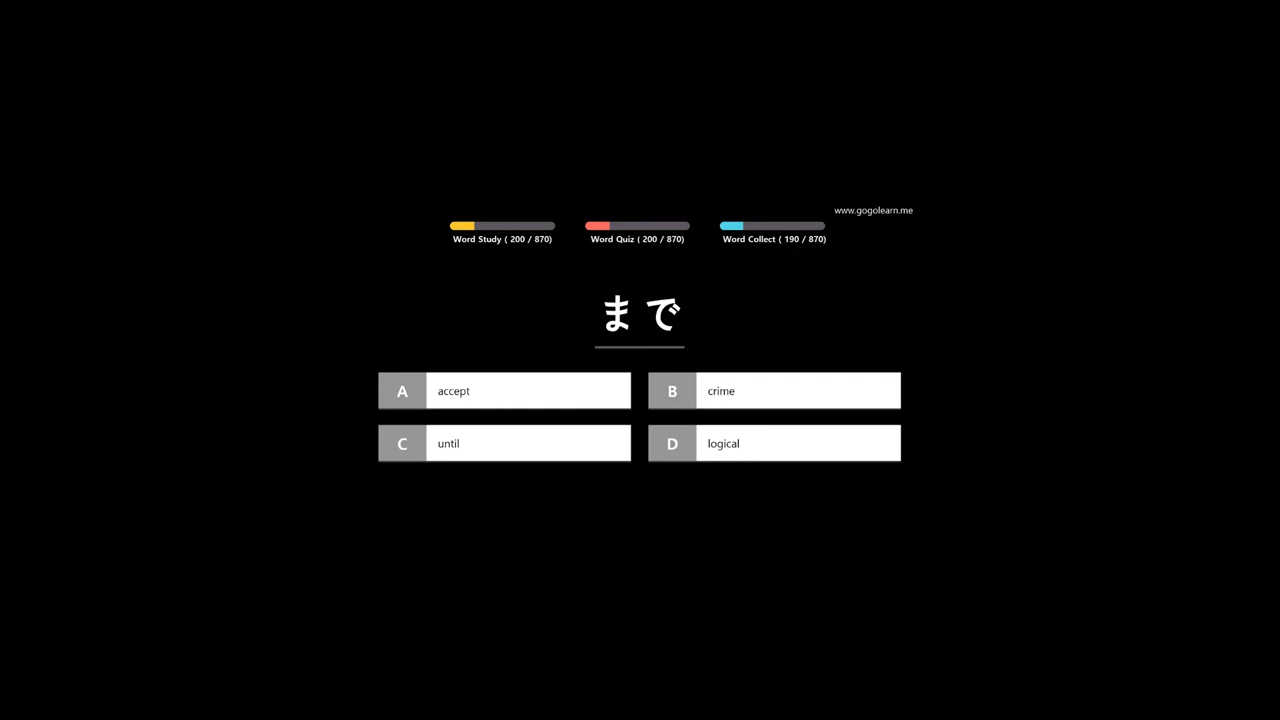 www.gogolearn.me
Word Study ( 200 / 870)
Word Quiz ( 200 / 870)
Word Collect ( 190 / 870)
まで
A accept
B crime
C until
D logical